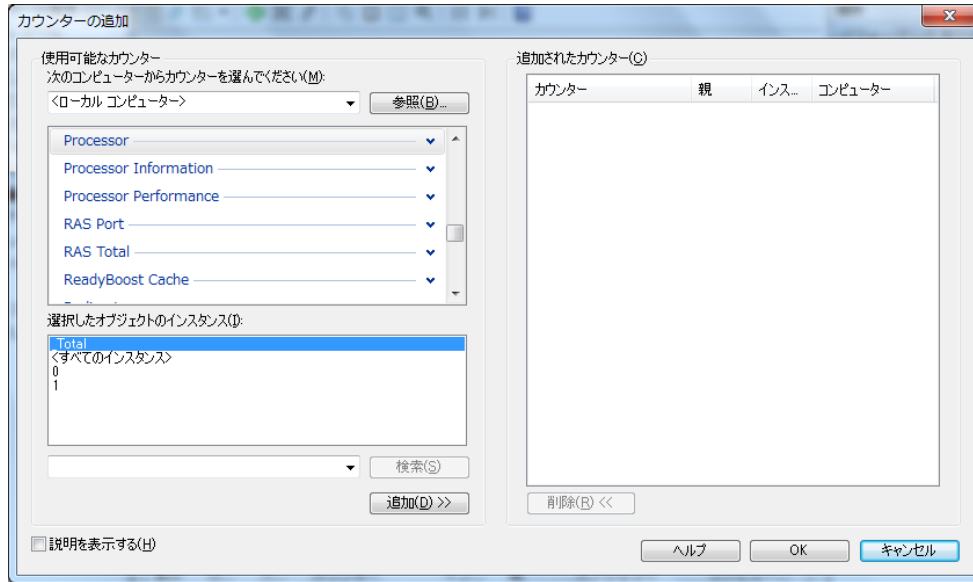 カウンターの追加
使用可能なカウンター
次のコンピューターからカウンターを選んでください(M):
<ローカル コンピューター>
参照(B)...
Processor
Processor Information
Processor Performance
RAS Port
RAS Total
ReadyBoost Cache
選択したオブジェクトのインスタンス(I):
_Total
<すべてのインスタンス>
0
1
検索(S)
追加(D) >>
説明を表示する(H)
追加されたカウンター(C)
カウンター 親 インス... コンピューター
削除(R) <<
ヘルプ OK キャンセル